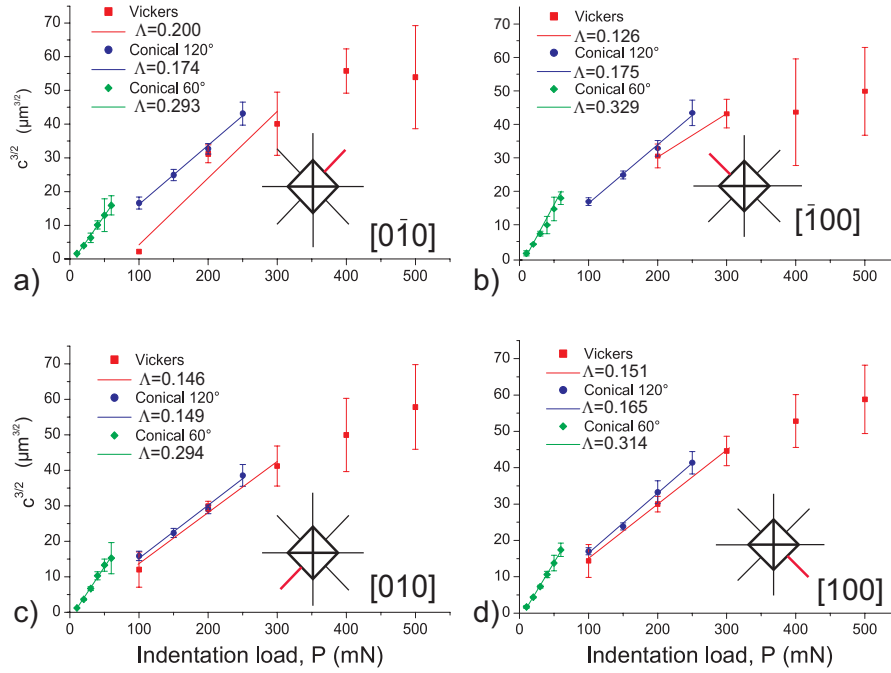 70
60
50
40
30
20
10
0
c^3/2 (μm^3/2)
Vickers
Λ=0.200
Conical 120°
Λ=0.174
Conical 60°
Λ=0.293
[01̄0]
a)
0 100 200 300 400 500
70
60
50
40
30
20
10
0
Vickers
Λ=0.126
Conical 120°
Λ=0.175
Conical 60°
Λ=0.329
[1̄00]
b)
0 100 200 300 400 500
70
60
50
40
30
20
10
0
c^3/2 (μm^3/2)
Vickers
Λ=0.146
Conical 120°
Λ=0.149
Conical 60°
Λ=0.294
[010]
c)
0 100 200 300 400 500
Indentation load, P (mN)
70
60
50
40
30
20
10
0
Vickers
Λ=0.151
Conical 120°
Λ=0.165
Conical 60°
Λ=0.314
[100]
d)
0 100 200 300 400 500
Indentation load, P (mN)